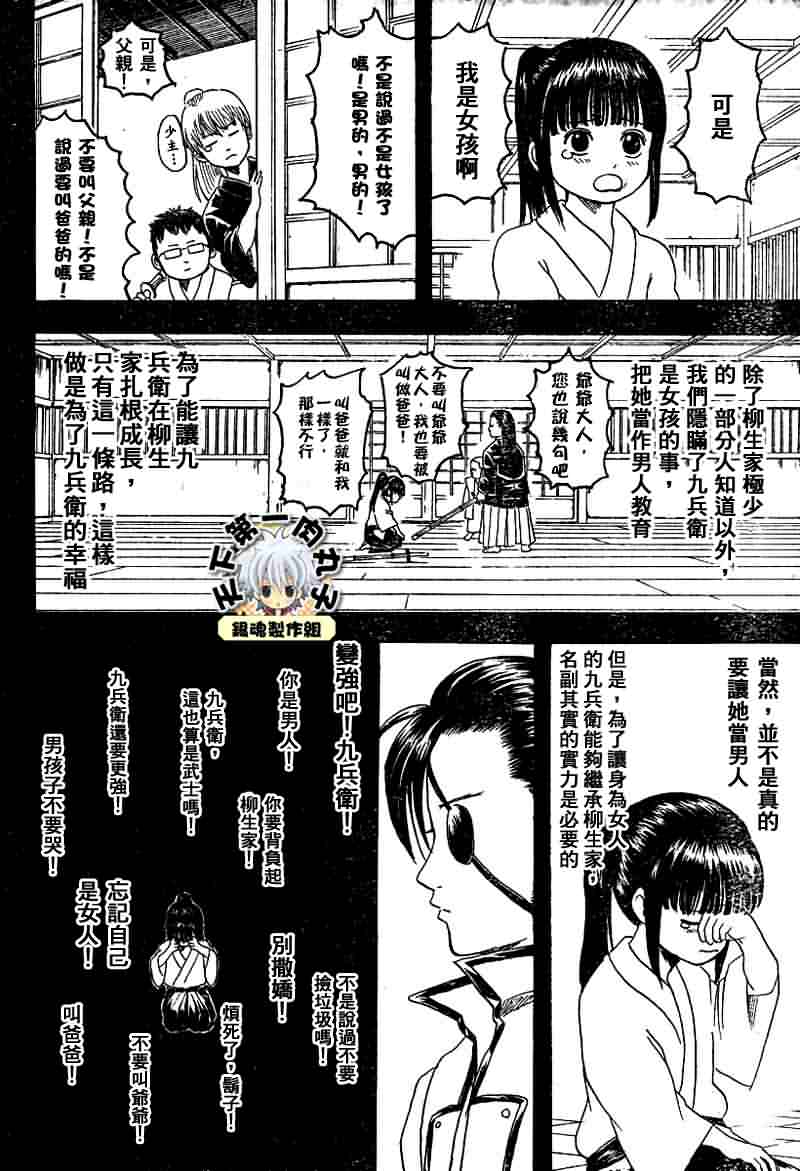 可是
我是女孩啊
不是說過不是女孩了
嗎！是男的，男的！
可是，
父親！
少主…
不要叫父親！不是
說過要叫爸爸的嗎！
除了柳生家極少
的一部分人知道以外，
我們隱瞞了九兵衛
是女孩的事，
把她當作男人教育
爺爺大人，
您也說幾句吧
不要叫爺爺
大人，我也要被
叫做爸爸！
叫爸爸就和我
一樣了，
那樣不行
為了能讓九
兵衛在柳生
家扎根成長，
只有這一條路，這樣
做是為了九兵衛的幸福
天下第一肉丸子
銀魂製作組
當然，並不是真的
要讓她當男人
但是，為了讓身為女人
的九兵衛能夠繼承柳生家，
名副其實的實力是必要的
變強吧！九兵衛！
你是男人！
你要背負起
柳生家！
九兵衛，
這也算是武士嗎！
九兵衛還要更強！
男孩子不要哭！
不是說過不要
撿垃圾嗎！
別撒嬌！
煩死了，鬍子！
不要叫爺爺！
忘記自己
是女人！
叫爸爸！